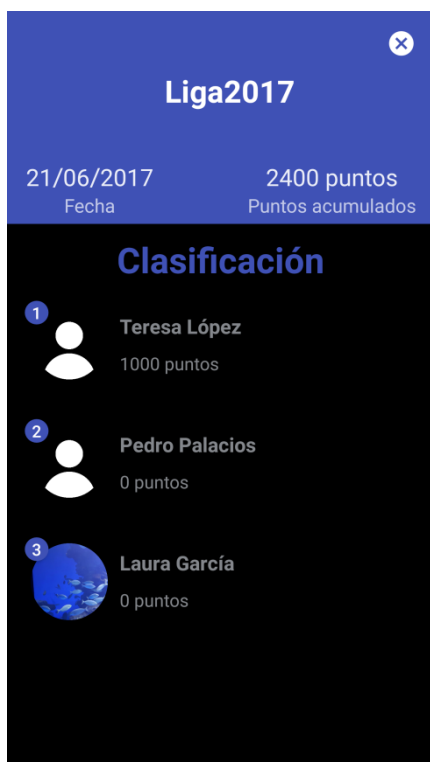 Liga2017
21/06/2017
Fecha
2400 puntos
Puntos acumulados
Clasificación
1
Teresa López
1000 puntos
2
Pedro Palacios
0 puntos
3
Laura García
0 puntos